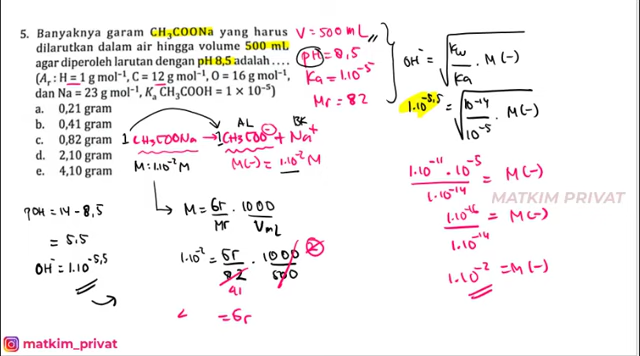 5. Banyaknya garam CH₃COONa yang harus
dilarutkan dalam air hingga volume 500 mL
agar diperoleh larutan dengan pH 8,5 adalah ....
(Aᵣ : H = 1 g mol⁻¹, C = 12 g mol⁻¹, O = 16 g mol⁻¹,
dan Na = 23 g mol⁻¹, Kₐ CH₃COOH = 1 × 10⁻⁵)
a. 0,21 gram
b. 0,41 gram
c. 0,82 gram
d. 2,10 gram
e. 4,10 gram
V = 500 mL
pH = 8,5
Ka = 1.10⁻⁵
Mr = 82
OH⁻ = √(Kw/Ka . M(-))
1.10⁻⁵,⁵ = √(10⁻¹⁴/10⁻⁵ . M(-))
1.10⁻¹¹ . 10⁻⁵ / 1.10⁻¹⁴ = M(-)
1.10⁻¹⁶ / 1.10⁻¹⁴ = M(-)
1.10⁻² = M(-)
AL BK
1 CH₃COONa → 1 CH₃COO⁻ + Na⁺
M = 1.10⁻² M M(-) = 1.10⁻² M
pOH = 14 - 8,5
= 5.5
OH⁻ = 1.10⁻⁵,⁵
M = Gr/Mr . 1000/VmL
1.10⁻² = Gr/82 . 1000/500 2
41
= Gr
MATKIM PRIVAT
matkim_privat